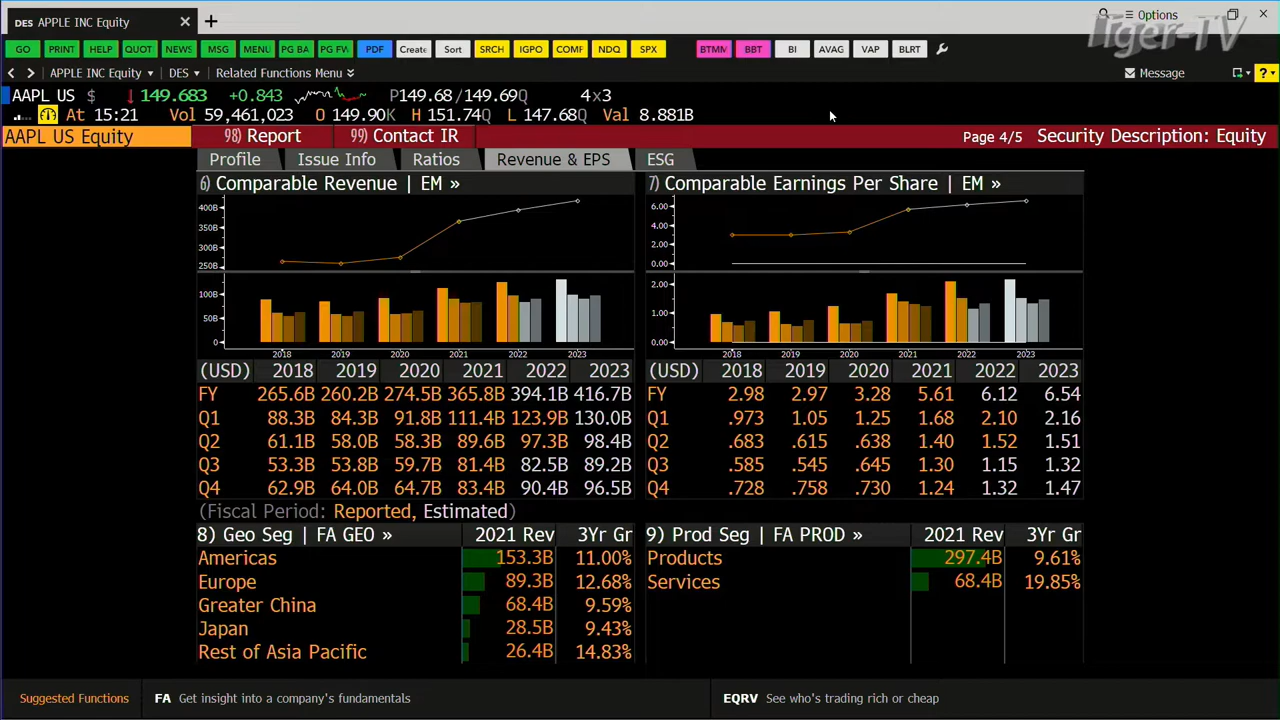 DES APPLE INC Equity
Options
Tiger-TV
GO PRINT HELP QUOT NEWS MSG MENU PG BA PG FW PDF Create Sort SRCH IGPO COMF NDQ SPX BTMM BBT BI AVAG VAP BLRT
APPLE INC Equity DES Related Functions Menu Message ?
AAPL US $ ↓ 149.683 +0.843 P149.68/149.69Q 4×3
At 15:21 Vol 59,461,023 O 149.90K H 151.74Q L 147.68Q Val 8.881B
AAPL US Equity 98) Report 99) Contact IR Page 4/5 Security Description: Equity
Profile Issue Info Ratios Revenue & EPS ESG
6) Comparable Revenue | EM »
400B
350B
300B
250B
100B
50B
0
2018 2019 2020 2021 2022 2023
(USD) 2018 2019 2020 2021 2022 2023
FY 265.6B 260.2B 274.5B 365.8B 394.1B 416.7B
Q1 88.3B 84.3B 91.8B 111.4B 123.9B 130.0B
Q2 61.1B 58.0B 58.3B 89.6B 97.3B 98.4B
Q3 53.3B 53.8B 59.7B 81.4B 82.5B 89.2B
Q4 62.9B 64.0B 64.7B 83.4B 90.4B 96.5B
(Fiscal Period: Reported, Estimated)
7) Comparable Earnings Per Share | EM »
6.00
4.00
2.00
0.00
2.00
1.00
0.00
2018 2019 2020 2021 2022 2023
(USD) 2018 2019 2020 2021 2022 2023
FY 2.98 2.97 3.28 5.61 6.12 6.54
Q1 .973 1.05 1.25 1.68 2.10 2.16
Q2 .683 .615 .638 1.40 1.52 1.51
Q3 .585 .545 .645 1.30 1.15 1.32
Q4 .728 .758 .730 1.24 1.32 1.47
8) Geo Seg | FA GEO » 2021 Rev 3Yr Gr
Americas 153.3B 11.00%
Europe 89.3B 12.68%
Greater China 68.4B 9.59%
Japan 28.5B 9.43%
Rest of Asia Pacific 26.4B 14.83%
9) Prod Seg | FA PROD » 2021 Rev 3Yr Gr
Products 297.4B 9.61%
Services 68.4B 19.85%
Suggested Functions FA Get insight into a company's fundamentals EQRV See who's trading rich or cheap